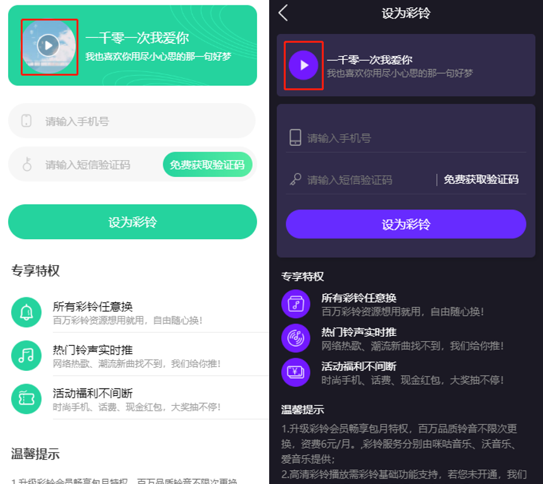 一千零一次我爱你
我也喜欢你用尽小心思的那一句好梦
请输入手机号
请输入短信验证码
免费获取验证码
设为彩铃
专享特权
所有彩铃任意换
百万彩铃资源想用就用，自由随心换！
热门铃声实时推
网络热歌、潮流新曲找不到，我们给你推！
活动福利不间断
时尚手机、话费、现金红包，大奖抽不停！
温馨提示
1.升级彩铃会员畅享包月特权，百万品质铃音不限次更换
设为彩铃
一千零一次我爱你
我也喜欢你用尽小心思的那一句好梦
请输入手机号
请输入短信验证码
免费获取验证码
设为彩铃
专享特权
所有彩铃任意换
百万彩铃资源想用就用，自由随心换！
热门铃声实时推
网络热歌、潮流新曲找不到，我们给你推！
活动福利不间断
时尚手机、话费、现金红包，大奖抽不停！
温馨提示
1.升级彩铃会员畅享包月特权，百万品质铃音不限次更
换，资费6元/月。,彩铃服务分别由咪咕音乐、沃音乐、
爱音乐提供；
2.高清彩铃播放需彩铃基础功能支持，若您未开通，我们